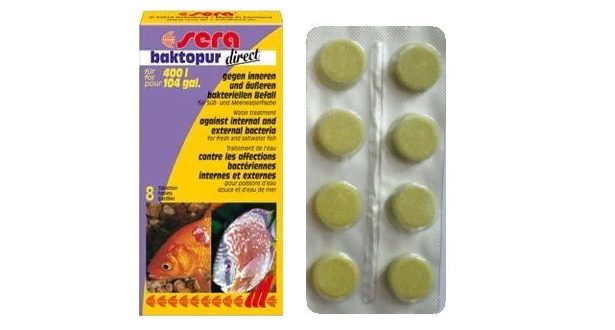 sera
baktopur direct
für
for
pour
400 l
104 gal.
gegen inneren
und äußeren
bakteriellen Befall
für Süß- und Meerwasserfische
Water treatment
against internal and
external bacteria
for fresh and saltwater fish
Traitement de l'eau
contre les affections
bactériennes
internes et externes
pour poissons d'eau
douce et d'eau de mer
8 Tabletten
tablets
pastilles